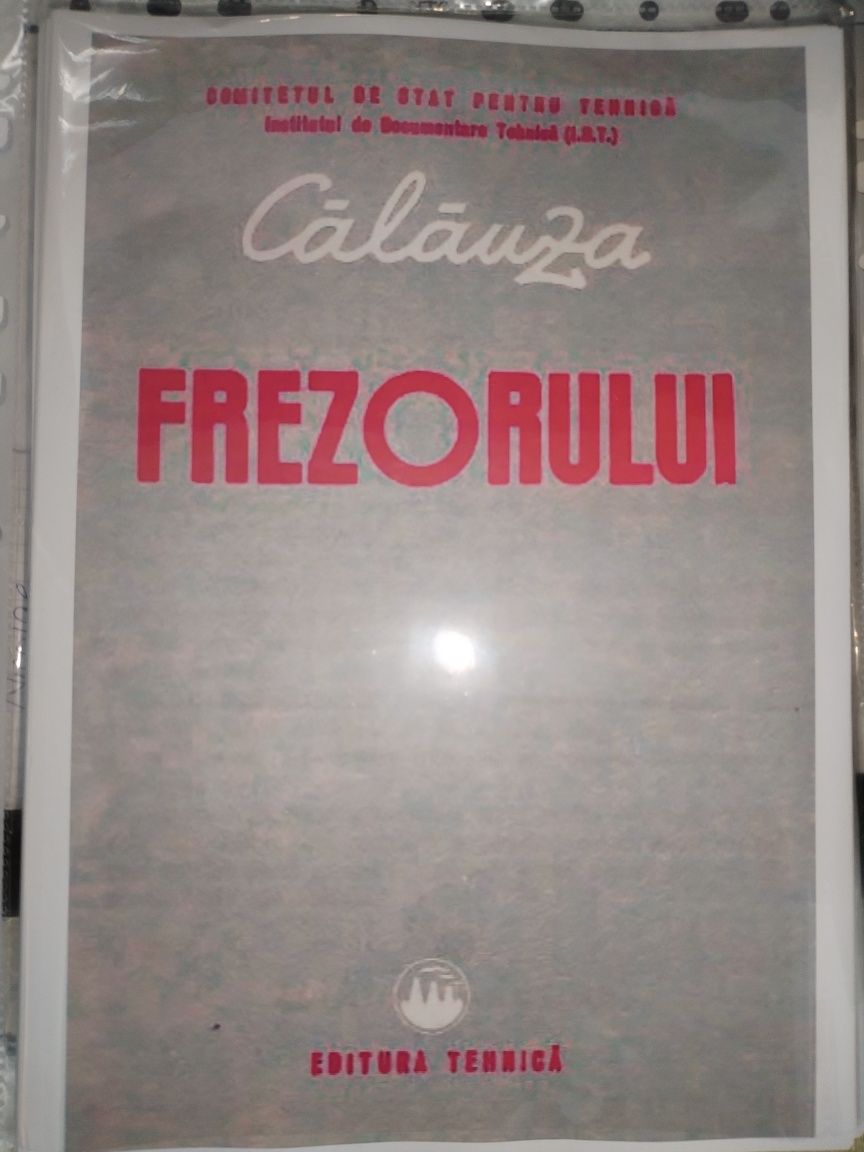 COMITETUL DE STAT PENTRU TEHNICĂ
Institutul de Documentare Tehnică (I.D.T.)
Călăuza
FREZORULUI
EDITURA TEHNICĂ